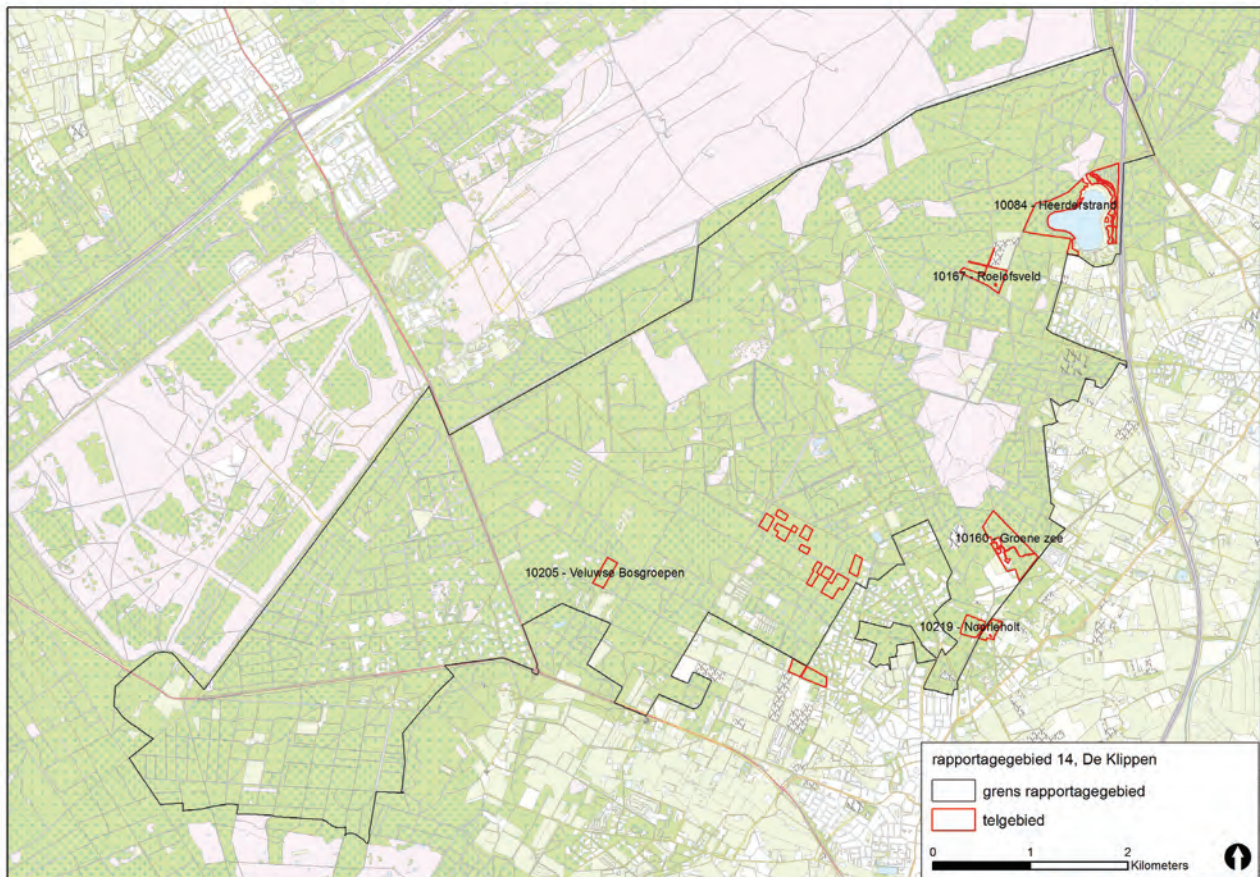 10084 - Heerderstrand
10167 - Roelofsveld
10160 - Groene zee
10205 - Veluwse Bosgroepen
10219 - Noorleholt
rapportagegebied 14, De Klippen
grens rapportagegebied
telgebied
0 1 2
Kilometers